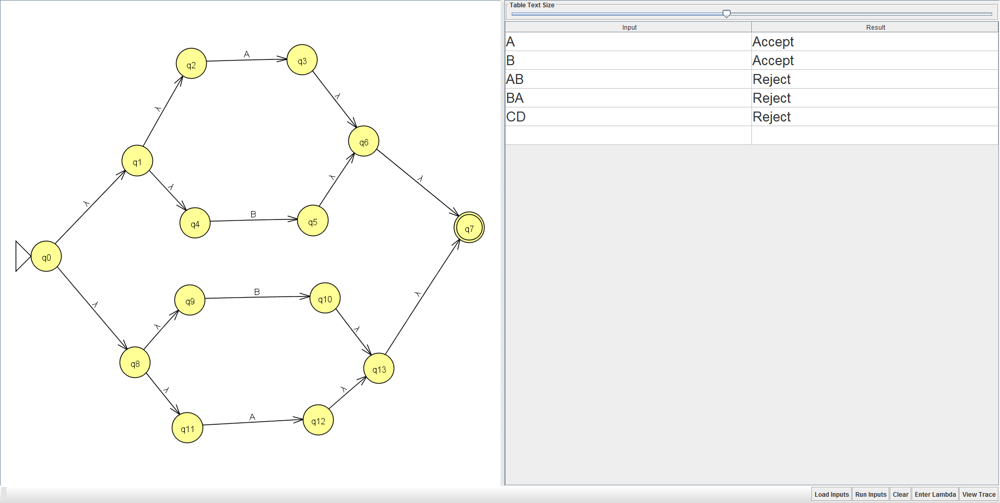 Table Text Size
Input Result
A Accept
B Accept
AB Reject
BA Reject
CD Reject
A
q2 q3
λ
λ
q6
q1
λ
λ
λ
λ
B
q4 q5
q7
λ
q0
B
q9 q10
λ
λ
λ
λ
q8
q13
λ
λ
A
q11 q12
Load Inputs Run Inputs Clear Enter Lambda View Trace